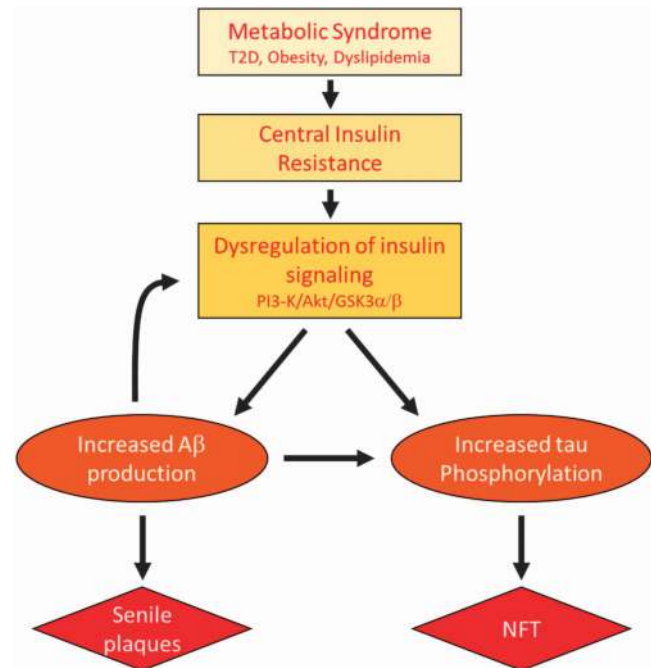 Metabolic Syndrome
T2D, Obesity, Dyslipidemia
Central Insulin
Resistance
Dysregulation of insulin
signaling
PI3-K/Akt/GSK3α/β
Increased Aβ
production
Increased tau
Phosphorylation
Senile
plaques
NFT